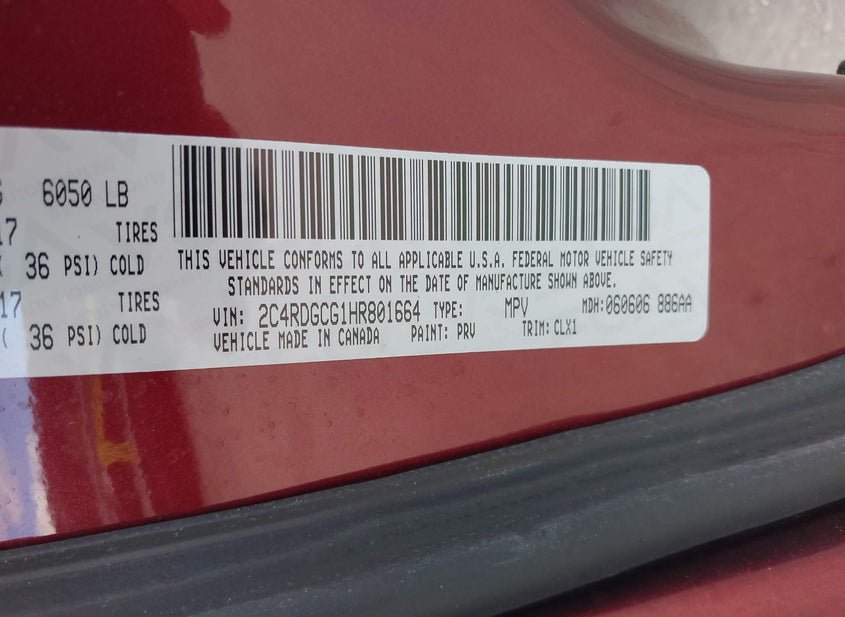 6050 LB
17 TIRES
36 PSI) COLD
17 TIRES
( 36 PSI) COLD
THIS VEHICLE CONFORMS TO ALL APPLICABLE U.S.A. FEDERAL MOTOR VEHICLE SAFETY
STANDARDS IN EFFECT ON THE DATE OF MANUFACTURE SHOWN ABOVE.
VIN: 2C4RDGCG1HR801664 TYPE: MPV MDH:060606 886AA
VEHICLE MADE IN CANADA PAINT: PRV TRIM: CLX1